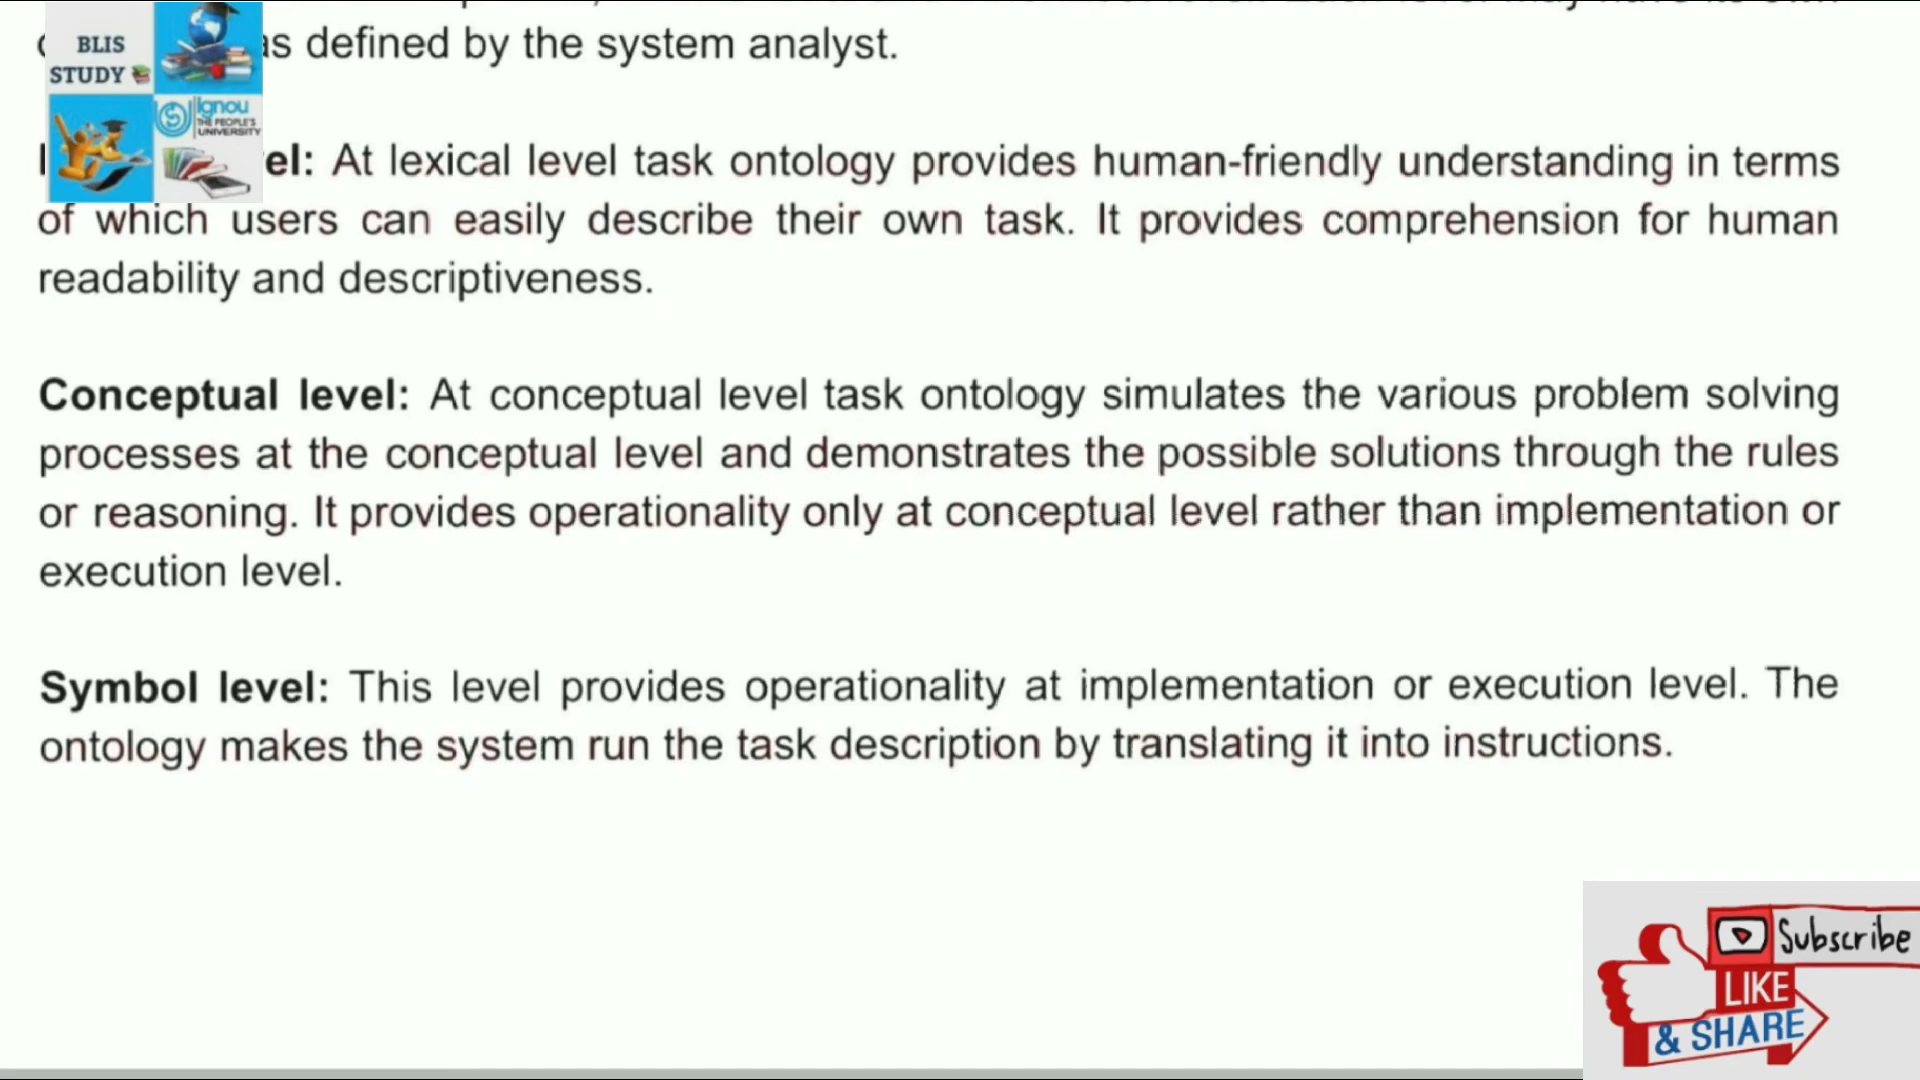 as defined by the system analyst.
BLIS
STUDY
Ignou
THE PEOPLE'S
UNIVERSITY
At lexical level task ontology provides human-friendly understanding in terms
of which users can easily describe their own task. It provides comprehension for human
readability and descriptiveness.
Conceptual level: At conceptual level task ontology simulates the various problem solving
processes at the conceptual level and demonstrates the possible solutions through the rules
or reasoning. It provides operationality only at conceptual level rather than implementation or
execution level.
Symbol level: This level provides operationality at implementation or execution level. The
ontology makes the system run the task description by translating it into instructions.
Subscribe
LIKE
& SHARE